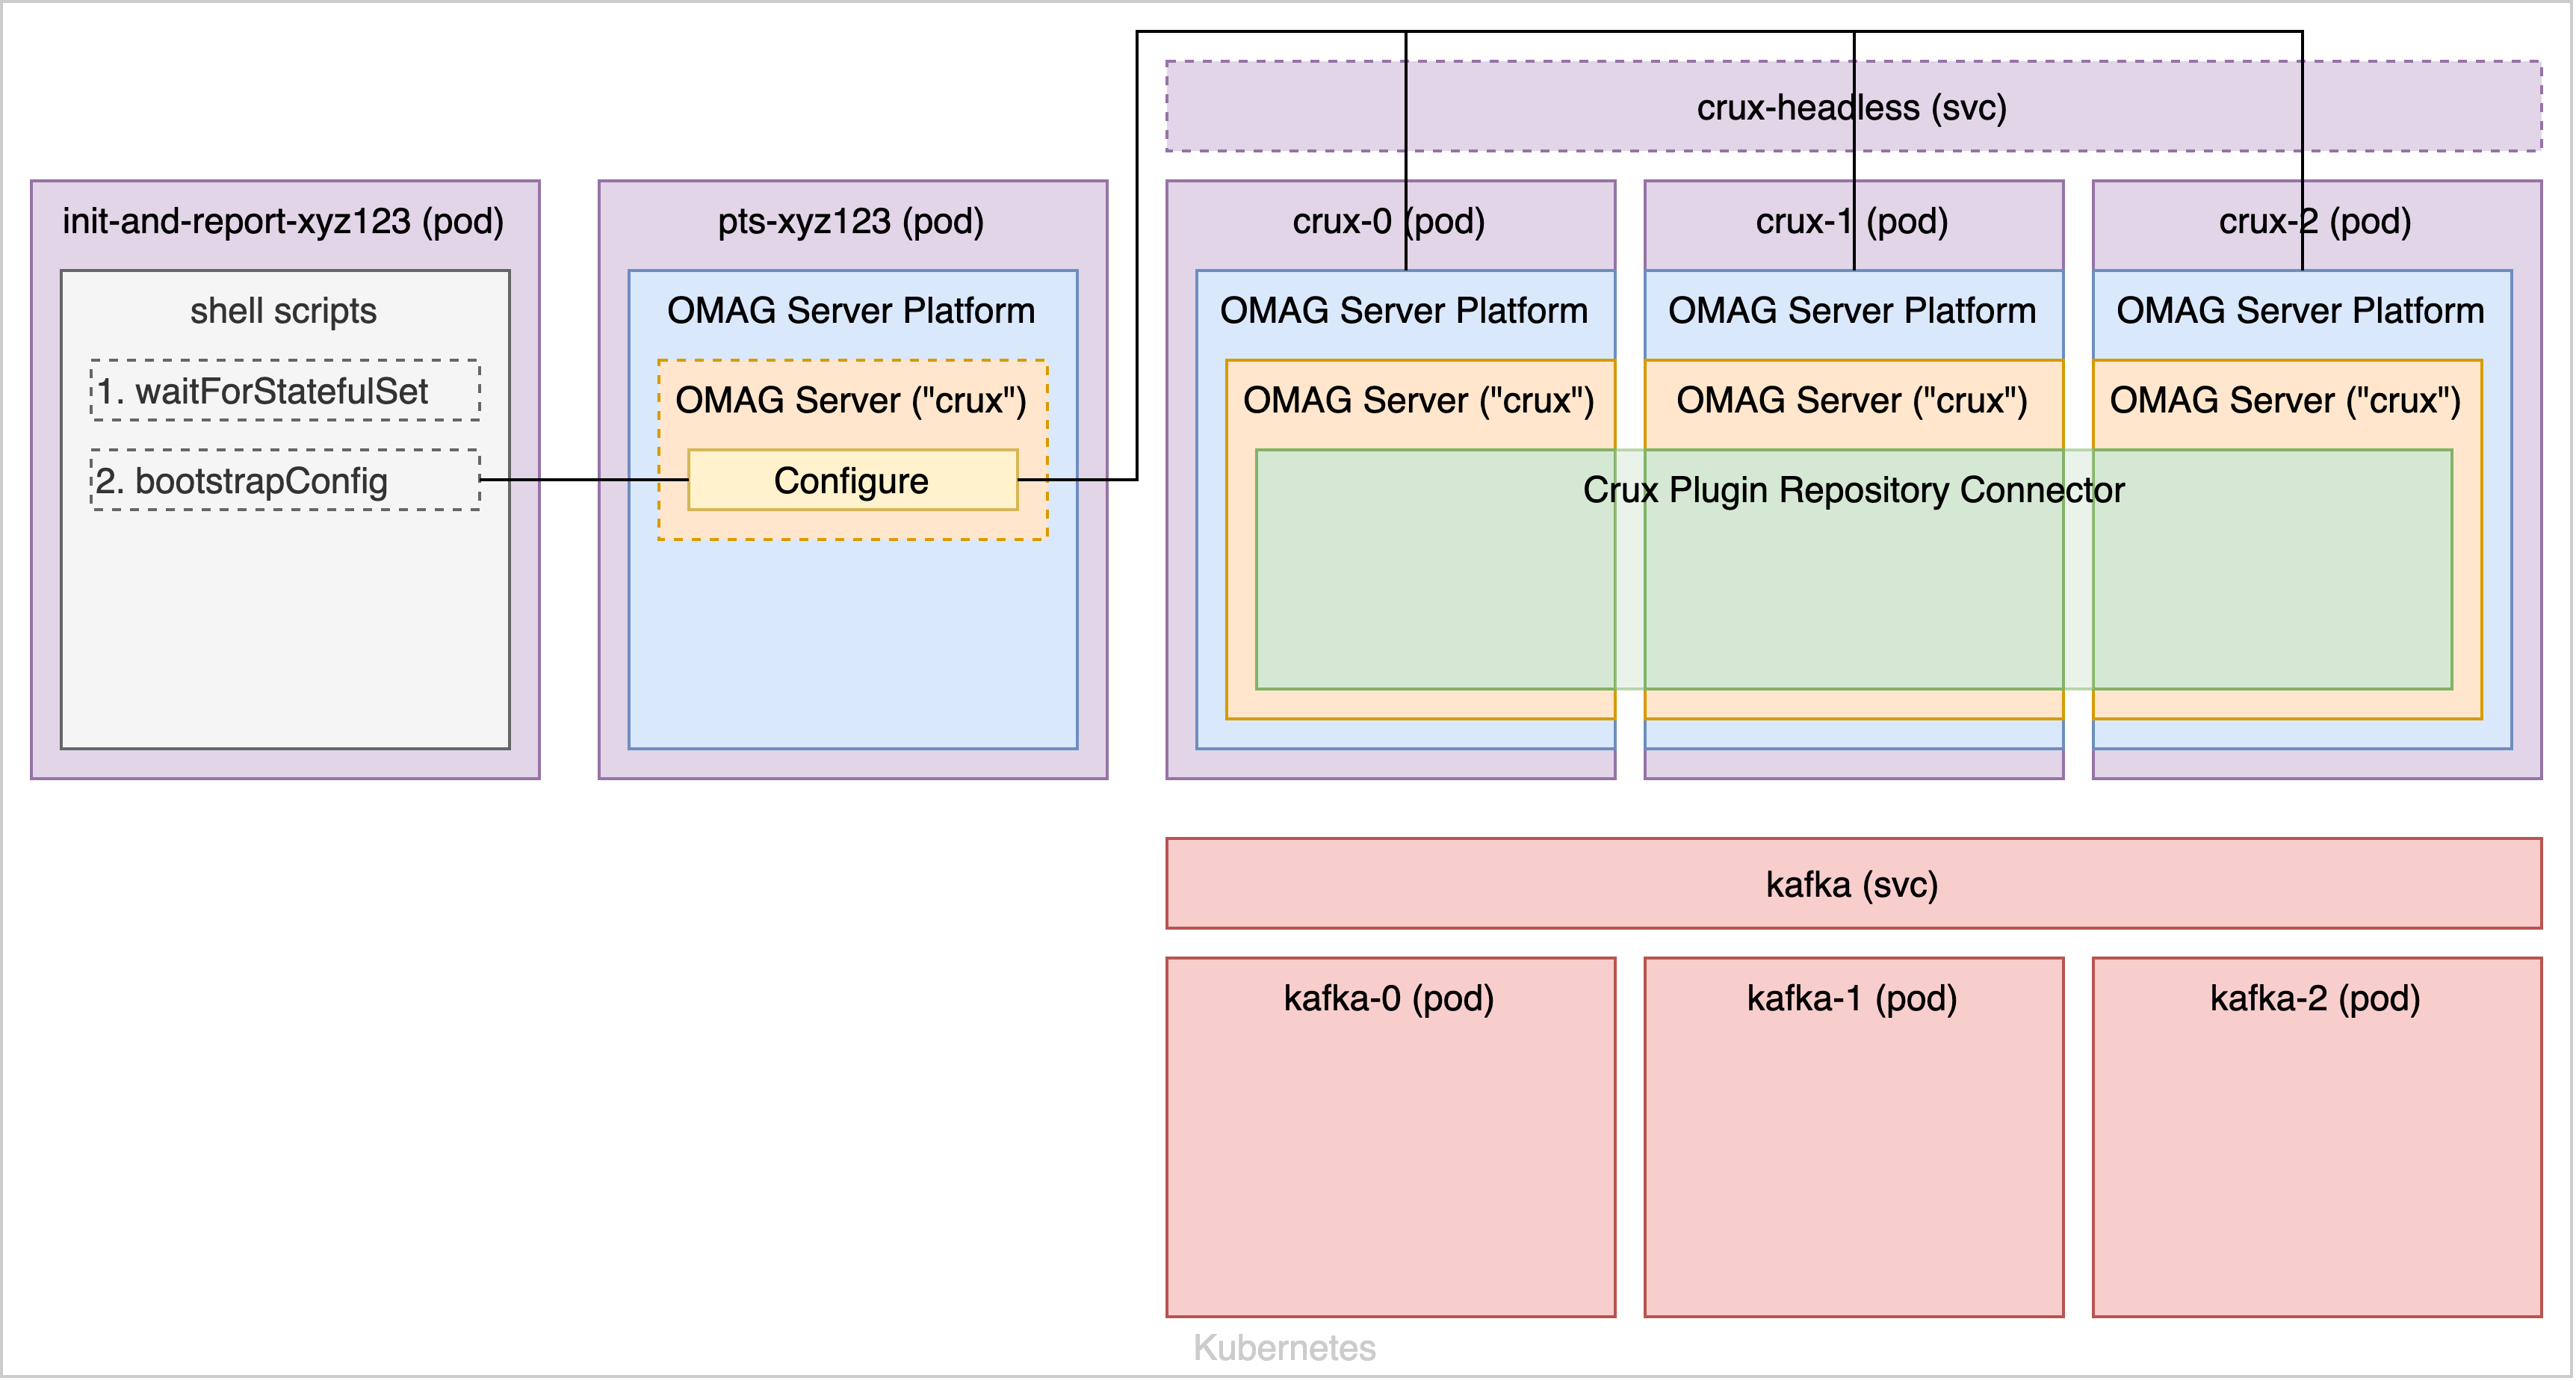 crux-headless (svc)
init-and-report-xyz123 (pod)
shell scripts
1. waitForStatefulSet
2. bootstrapConfig
pts-xyz123 (pod)
OMAG Server Platform
OMAG Server ("crux")
Configure
crux-0 (pod)
OMAG Server Platform
OMAG Server ("crux")
crux-1 (pod)
OMAG Server Platform
OMAG Server ("crux")
crux-2 (pod)
OMAG Server Platform
OMAG Server ("crux")
Crux Plugin Repository Connector
kafka (svc)
kafka-0 (pod)
kafka-1 (pod)
kafka-2 (pod)
Kubernetes